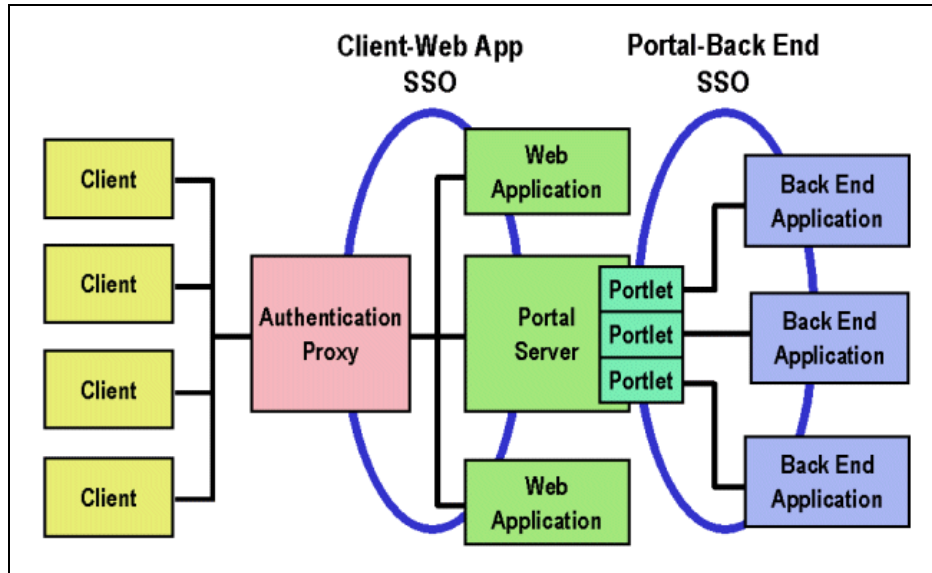 Client-Web App
SSO
Portal-Back End
SSO
Client
Client
Client
Client
Authentication
Proxy
Web
Application
Portal
Server
Web
Application
Portlet
Portlet
Portlet
Back End
Application
Back End
Application
Back End
Application